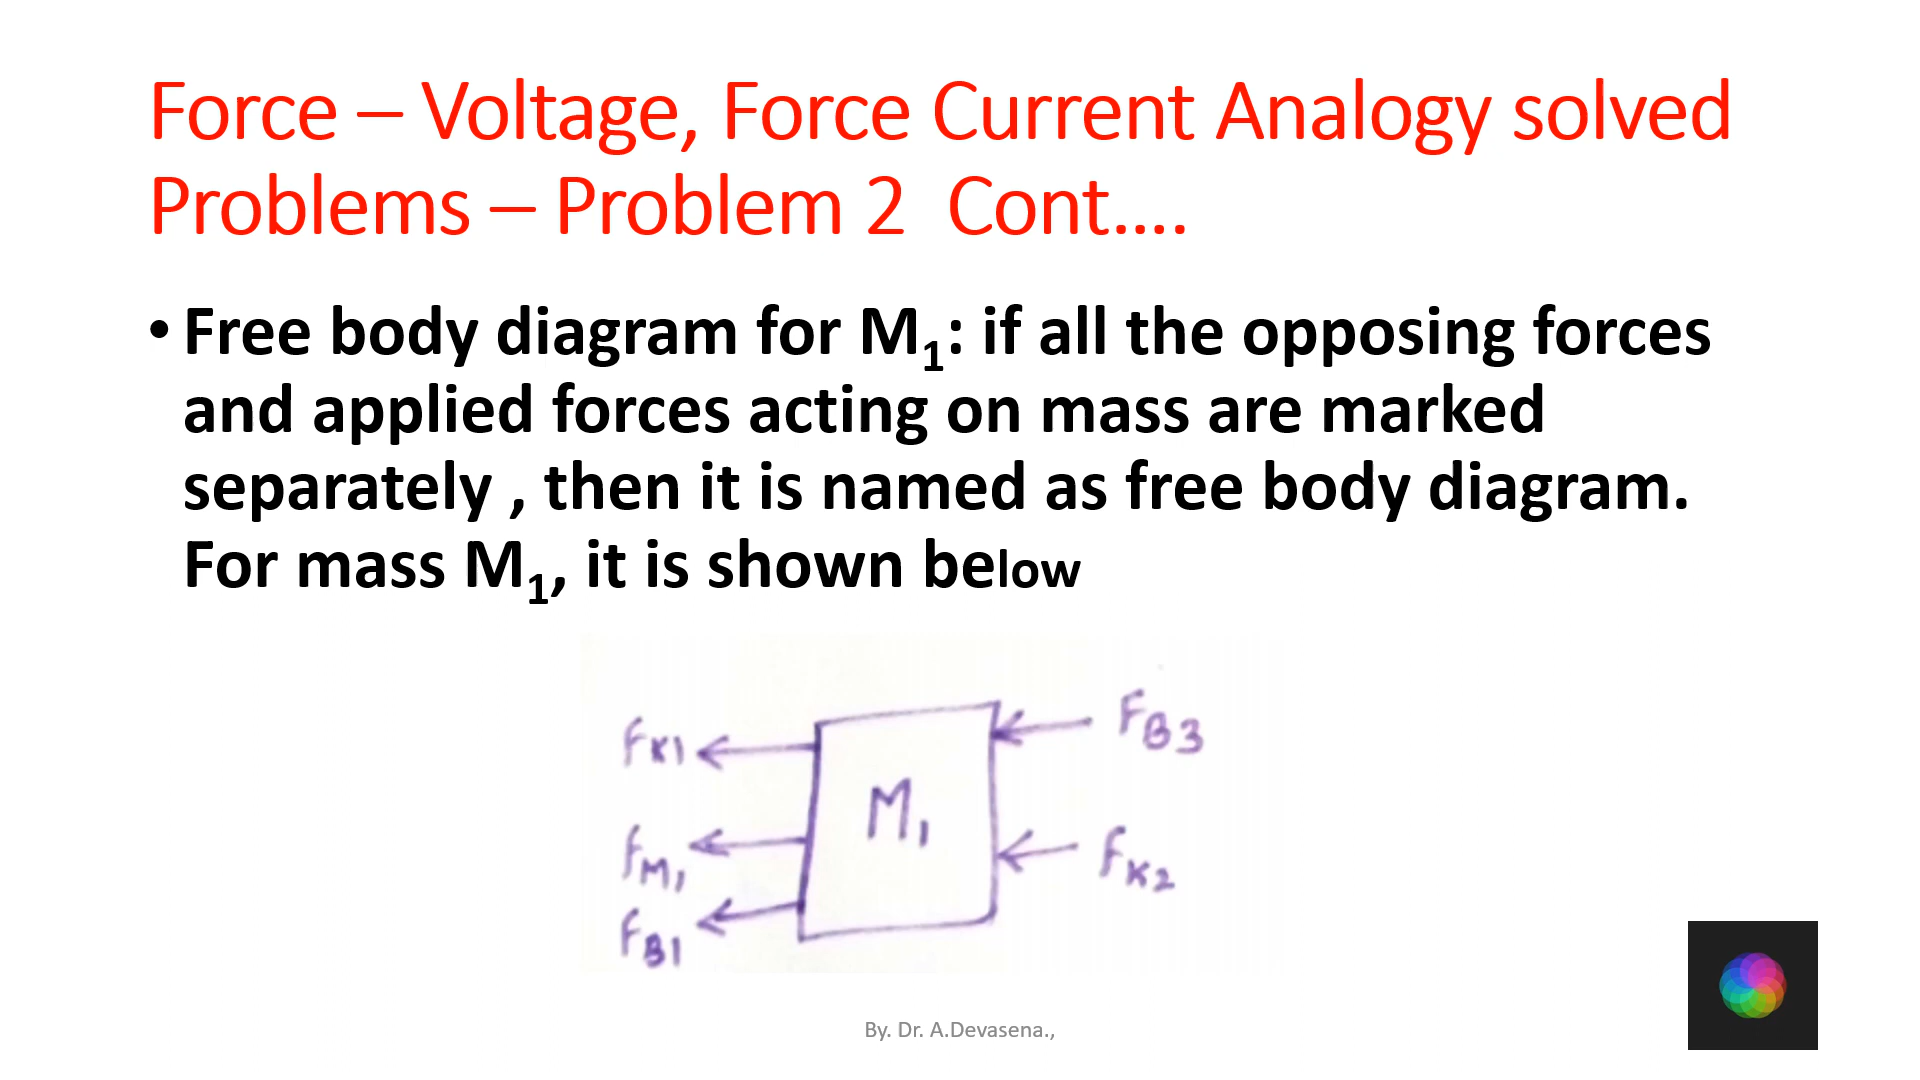 Force – Voltage, Force Current Analogy solved
Problems – Problem 2  Cont....
• Free body diagram for M1: if all the opposing forces
and applied forces acting on mass are marked
separately , then it is named as free body diagram.
For mass M1, it is shown below
FK1
FB3
M1
FM1
FK2
FB1
By. Dr. A.Devasena.,